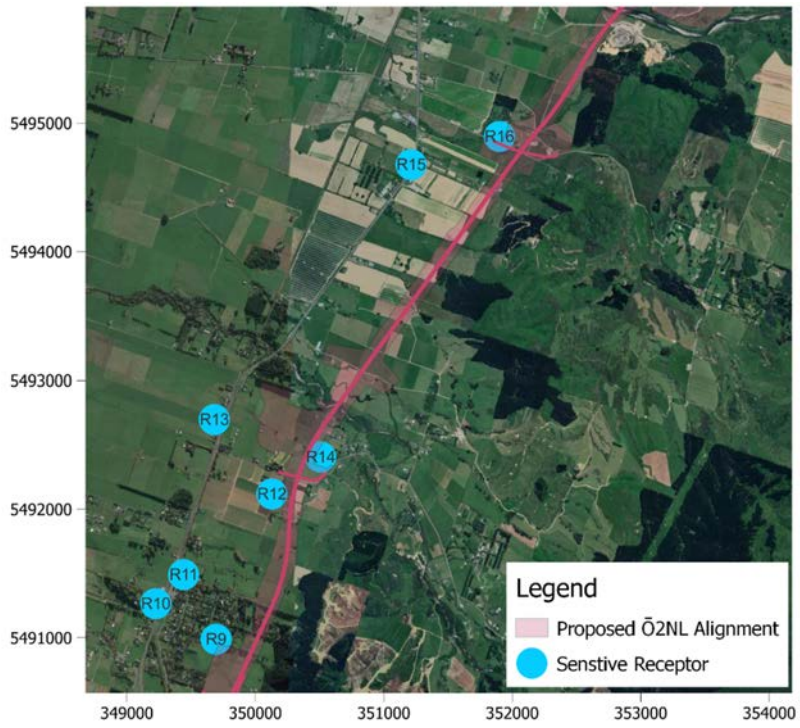 5495000
R16
R15
5494000
5493000
R13
R14
R12
5492000
R11
R10
R9
5491000
Legend
Proposed Ō2NL Alignment
Senstive Receptor
349000 350000 351000 352000 353000 354000